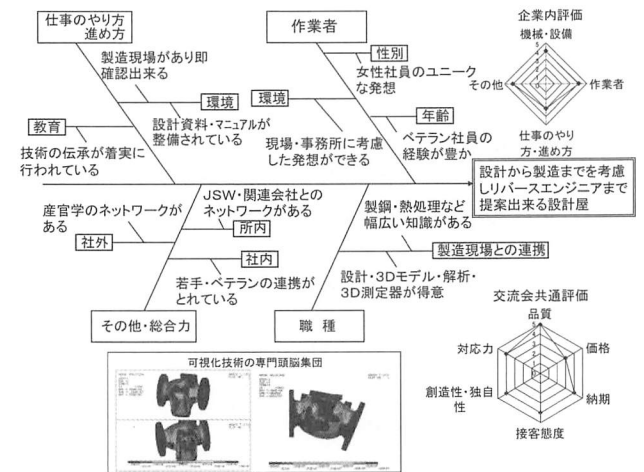 仕事のやり方
進め方
作業者
企業内評価
機械・設備
5
4
3
2
1
0
その他
作業者
仕事のやり
方・進め方
製造現場があり即
確認出来る
環境
教育
設計資料・マニュアルが
整備されている
技術の伝承が着実に
行われている
性別
女性社員のユニーク
な発想
環境
年齢
現場・事務所に考慮
した発想ができる
ベテラン社員の
経験が豊か
設計から製造までを考慮
しリバースエンジニアまで
提案出来る設計屋
産官学のネットワークが
ある
社外
JSW・関連会社との
ネットワークがある
所内
社内
若手・ベテランの連携が
とれている
製鋼・熱処理など
幅広い知識がある
製造現場との連携
設計・3Dモデル・解析・
3D測定器が得意
その他・総合力
職 種
交流会共通評価
品質
5
4
3
2
1
0
対応力
価格
創造性・独自
性
納期
接客態度
可視化技術の専門頭脳集団